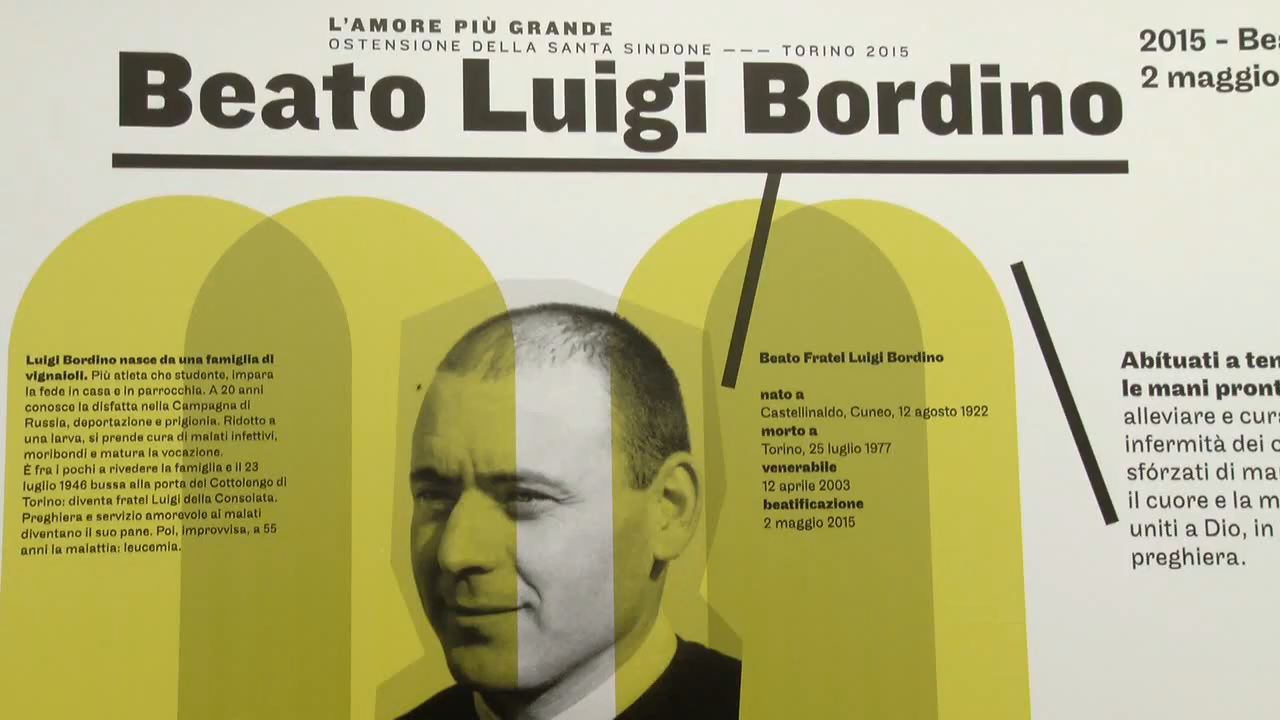 L'AMORE PIÙ GRANDE
OSTENSIONE DELLA SANTA SINDONE ––– TORINO 2015
Beato Luigi Bordino
2015 - Be
2 maggio
Luigi Bordino nasce da una famiglia di
vignaioli. Più atleta che studente, impara
la fede in casa e in parrocchia. A 20 anni
conosce la disfatta nella Campagna di
Russia, deportazione e prigionia. Ridotto a
una larva, si prende cura di malati infettivi,
moribondi e matura la vocazione.
È fra i pochi a rivedere la famiglia e il 23
luglio 1946 bussa alla porta del Cottolengo di
Torino: diventa fratel Luigi della Consolata.
Preghiera e servizio amorevole ai malati
diventano il suo pane. Poi, improvvisa, a 55
anni la malattia: leucemia.
Beato Fratel Luigi Bordino
nato a
Castellinaldo, Cuneo, 12 agosto 1922
morto a
Torino, 25 luglio 1977
venerabile
12 aprile 2003
beatificazione
2 maggio 2015
Abítuati a ten
le mani pront
alleviare e cur
infermità dei
sfórzati di ma
il cuore e la m
uniti a Dio, in
preghiera.